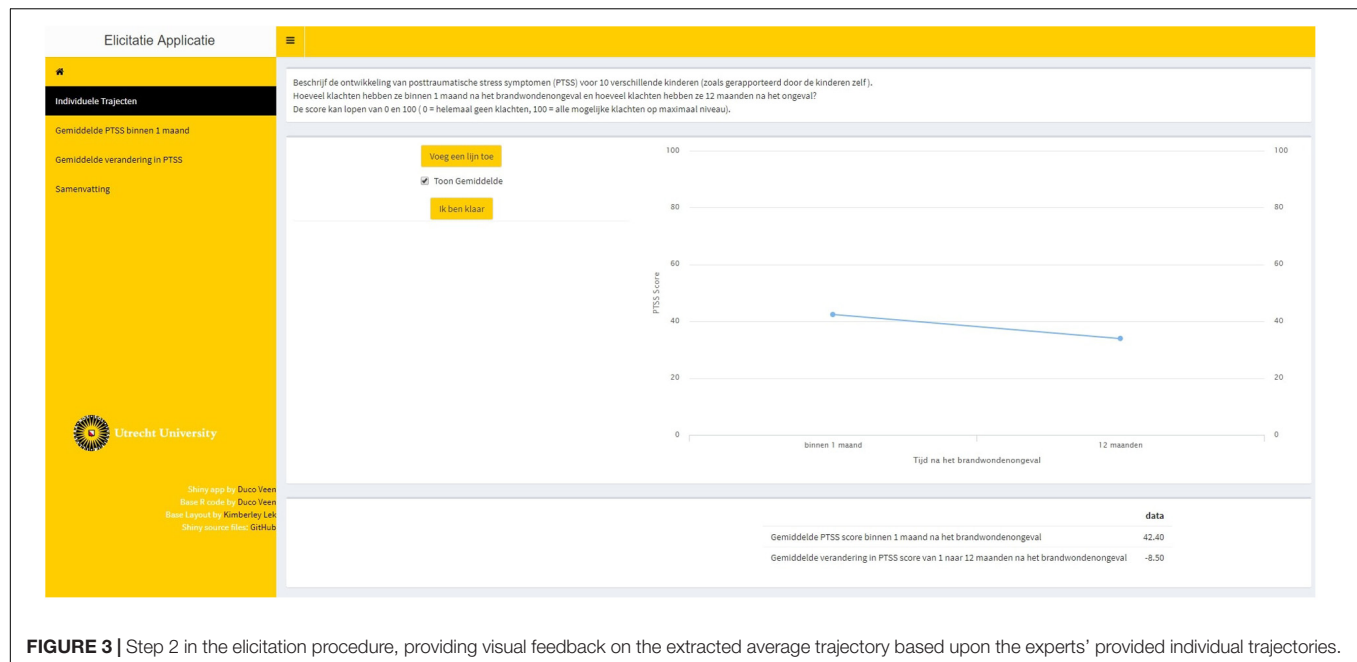 Elicitatie Applicatie
Individuele Trajecten
Gemiddelde PTSS binnen 1 maand
Gemiddelde verandering in PTSS
Samenvatting
Utrecht University
Shiny app by Duco Veen
Base R code by Duco Veen
Base Layout by Kimberley Lek
Shiny source files: GitHub
Beschrijf de ontwikkeling van posttraumatische stress symptomen (PTSS) voor 10 verschillende kinderen (zoals gerapporteerd door de kinderen zelf).
Hoeveel klachten hebben ze binnen 1 maand na het brandwondenongeval en hoeveel klachten hebben ze 12 maanden na het ongeval?
De score kan lopen van 0 en 100 ( 0 = helemaal geen klachten, 100 = alle mogelijke klachten op maximaal niveau).
Voeg een lijn toe
Toon Gemiddelde
Ik ben klaar
100 100
80 80
60 60
40 40
20 20
0 0
PTSS Score
binnen 1 maand 12 maanden
Tijd na het brandwondenongeval
data
Gemiddelde PTSS score binnen 1 maand na het brandwondenongeval 42.40
Gemiddelde verandering in PTSS score van 1 naar 12 maanden na het brandwondenongeval -8.50
FIGURE 3 | Step 2 in the elicitation procedure, providing visual feedback on the extracted average trajectory based upon the experts' provided individual trajectories.